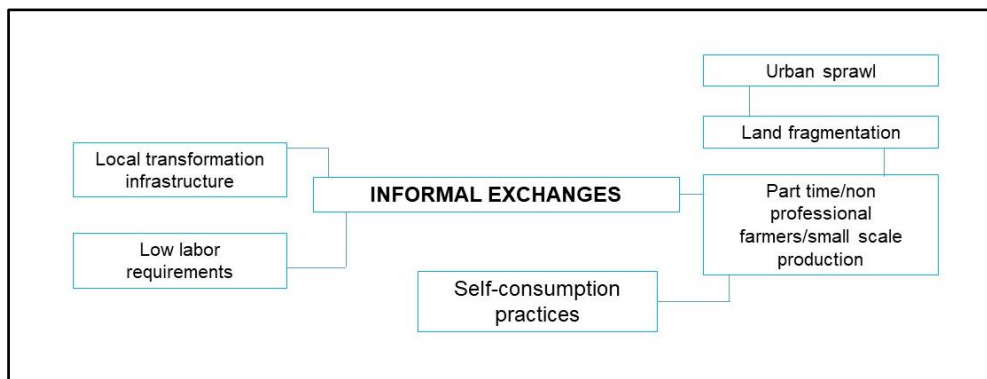 Urban sprawl
Land fragmentation
Local transformation
infrastructure
INFORMAL EXCHANGES
Part time/non
professional
farmers/small scale
production
Low labor
requirements
Self-consumption
practices